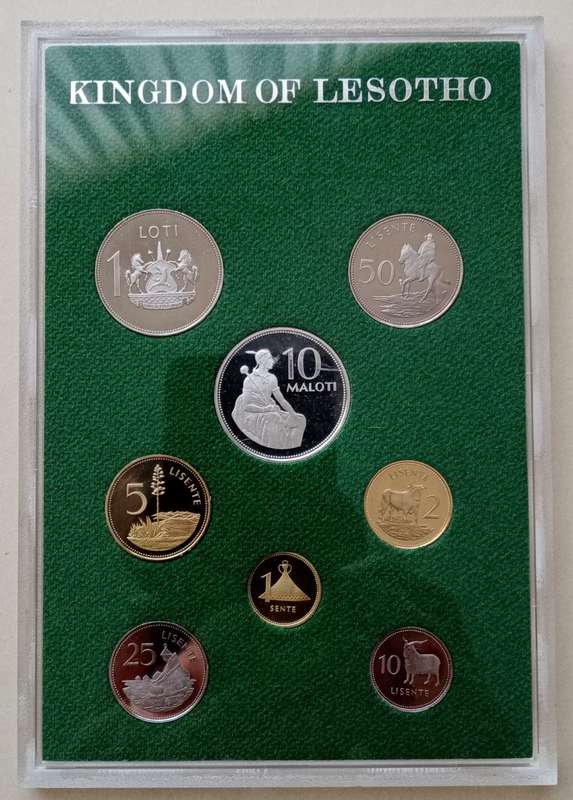 KINGDOM OF LESOTHO
1 LOTI
50 LISENTE
10
MALOTI
5 LISENTE
LISENTE
2
1
SENTE
25 LISENTE
10
LISENTE